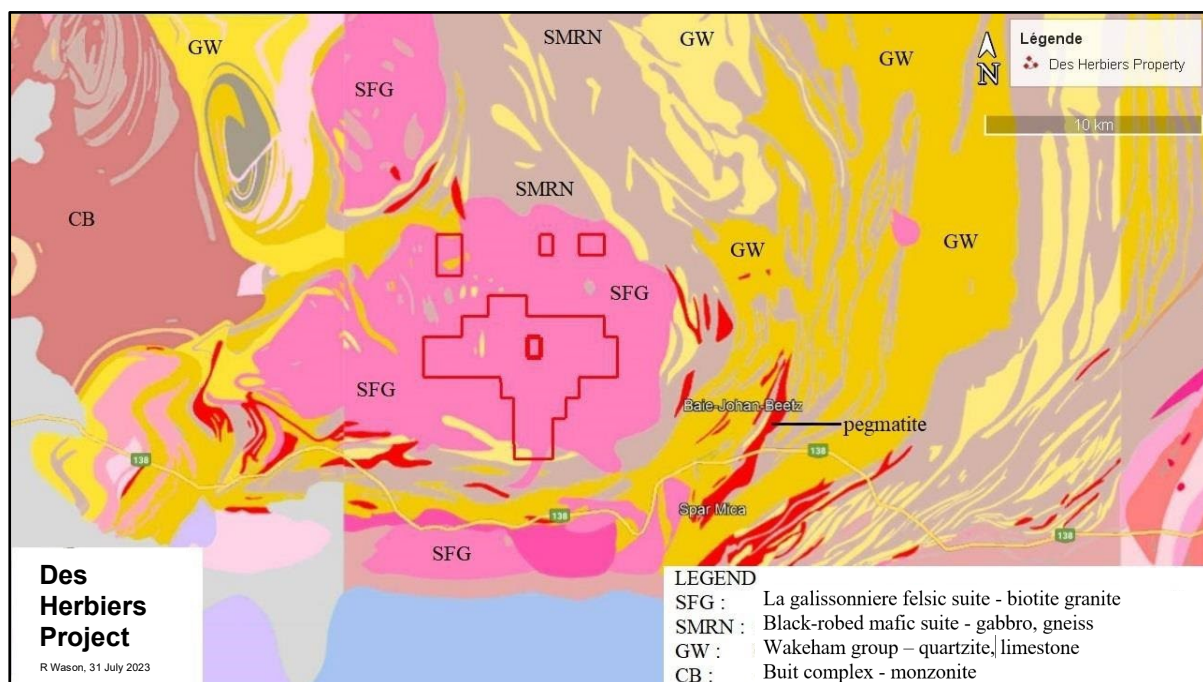 GW
SMRN
GW
GW
SFG
Légende
Des Herbiers Property
N
10 km
SMRN
CB
GW
GW
SFG
SFG
Baie-Johan-Beetz
pegmatite
138
138
Spar Mica
138
138
SFG
Des
Herbiers
Project
R Wason, 31 July 2023
LEGEND
SFG : La galissonniere felsic suite - biotite granite
SMRN : Black-robed mafic suite - gabbro, gneiss
GW : Wakeham group – quartzite, limestone
CB : Buit complex - monzonite